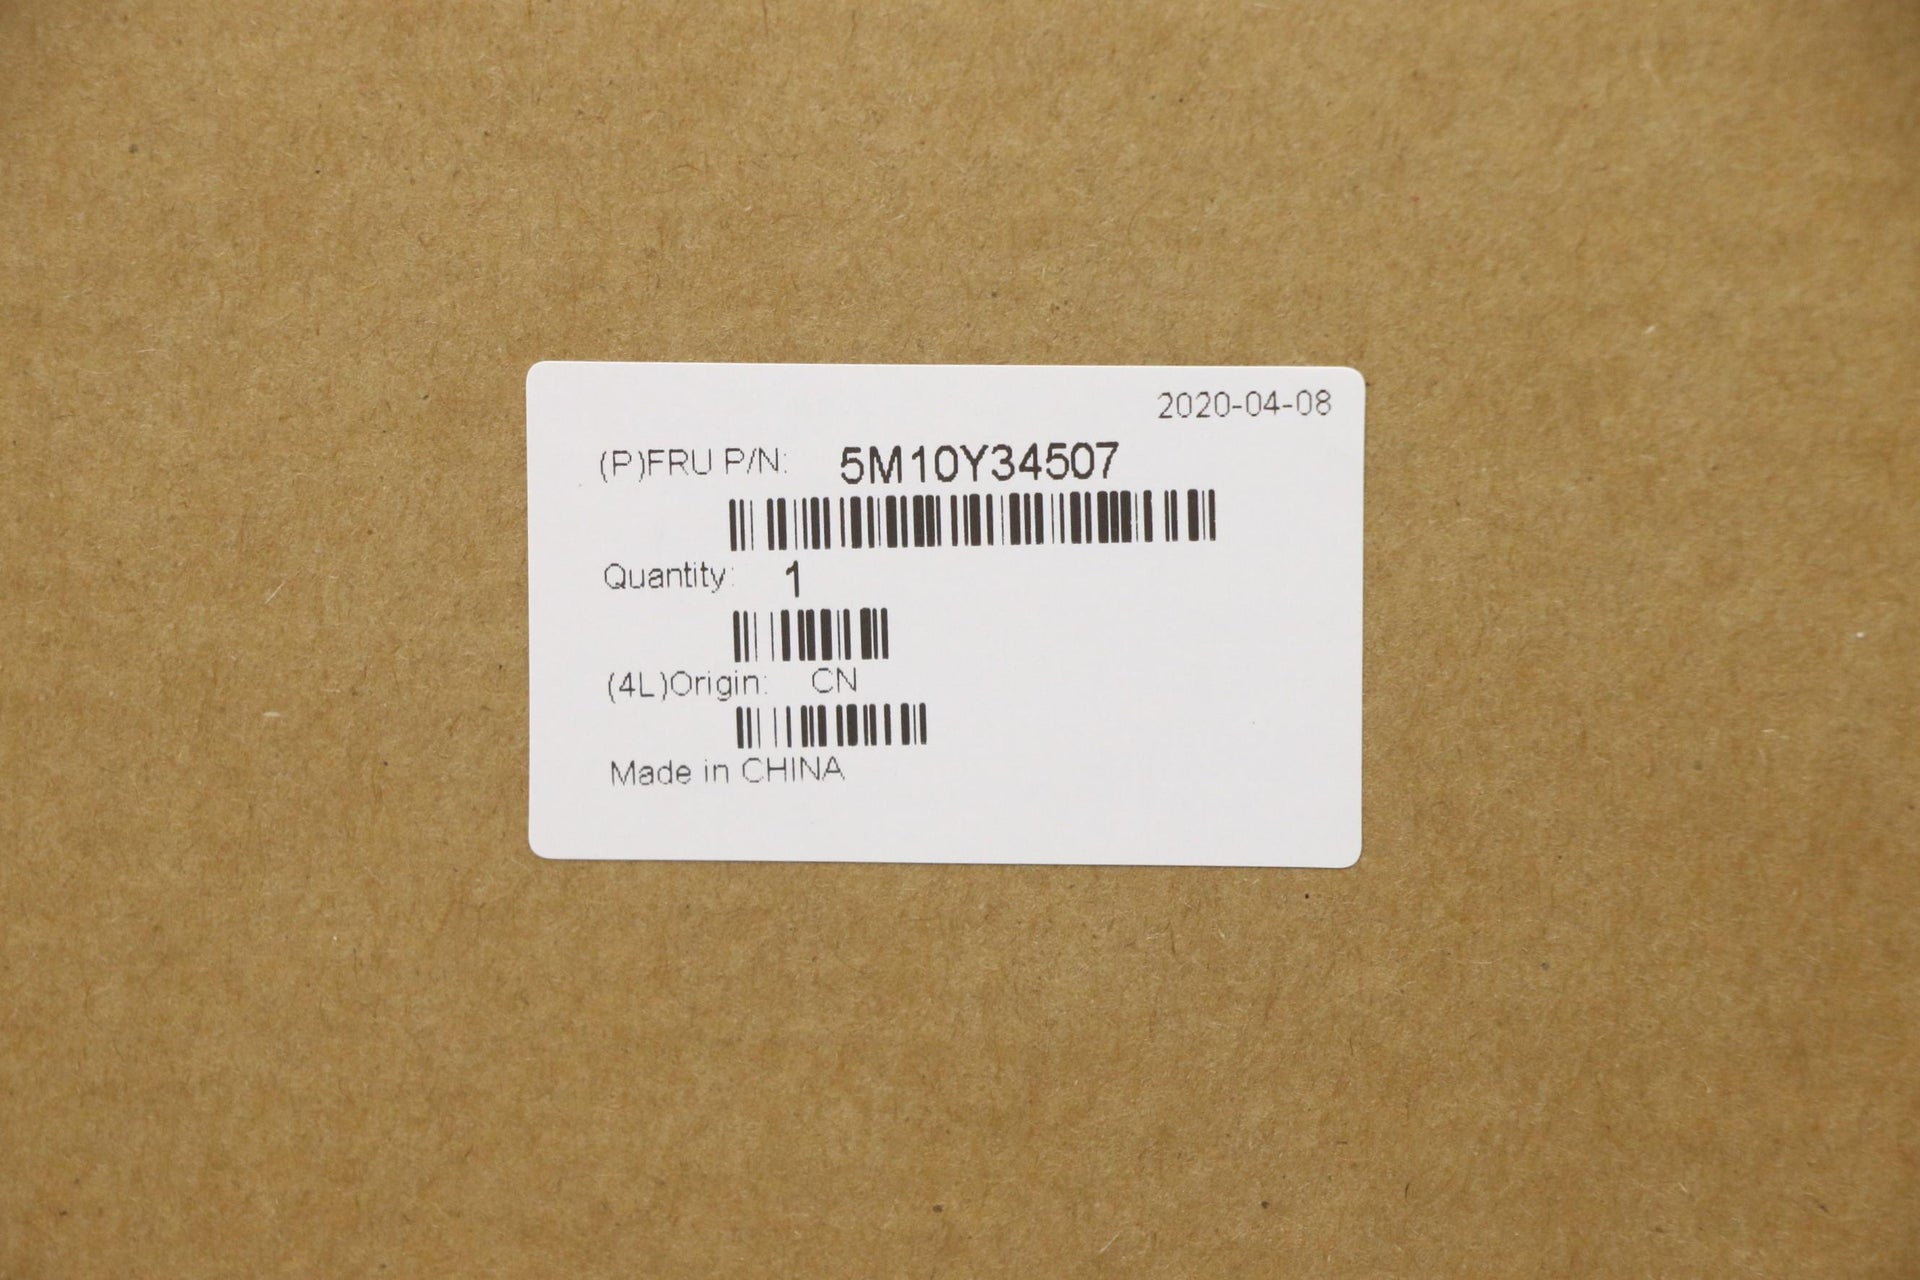 2020-04-08
(P)FRU P/N: 5M10Y34507
Quantity: 1
(4L)Origin: CN
Made in CHINA